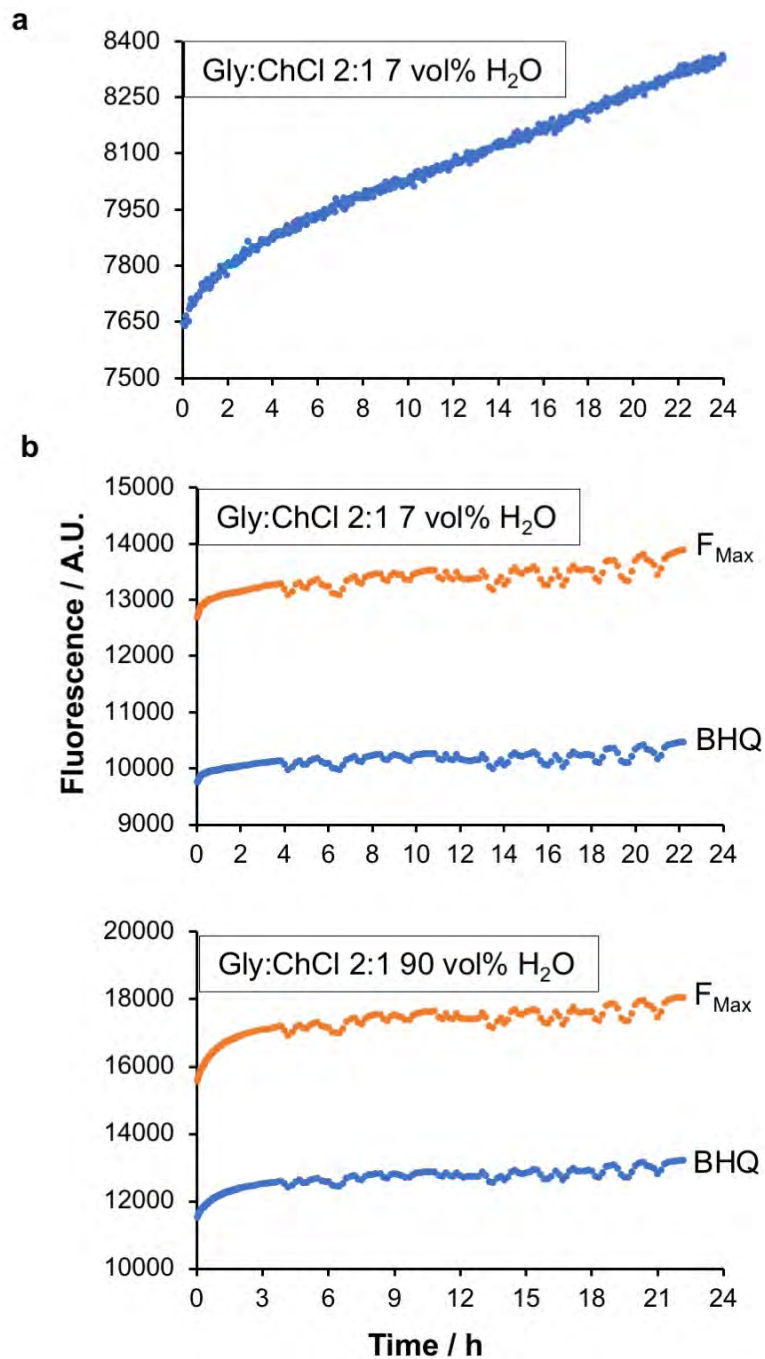 a
8400
8250
8100
7950
7800
7650
7500
Gly:ChCl 2:1 7 vol% H₂O
0 2 4 6 8 10 12 14 16 18 20 22 24
b
Fluorescence / A.U.
15000
14000
13000
12000
11000
10000
9000
Gly:ChCl 2:1 7 vol% H₂O
F_Max
BHQ
0 2 4 6 8 10 12 14 16 18 20 22 24
20000
18000
16000
14000
12000
10000
Gly:ChCl 2:1 90 vol% H₂O
F_Max
BHQ
0 3 6 9 12 15 18 21 24
Time / h